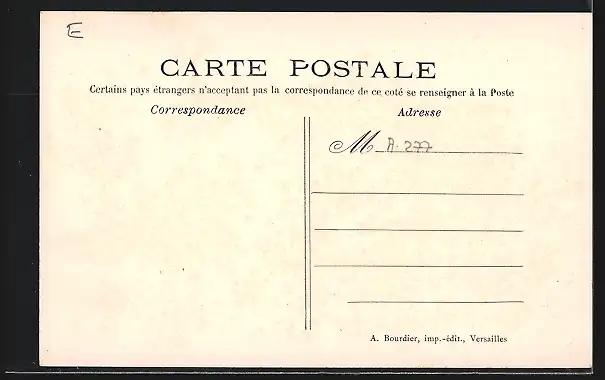 E
CARTE POSTALE
Certains pays étrangers n'acceptant pas la correspondance de ce coté se renseigner à la Poste
Correspondance
Adresse
M A. 277
A. Bourdier, imp.-édit., Versailles